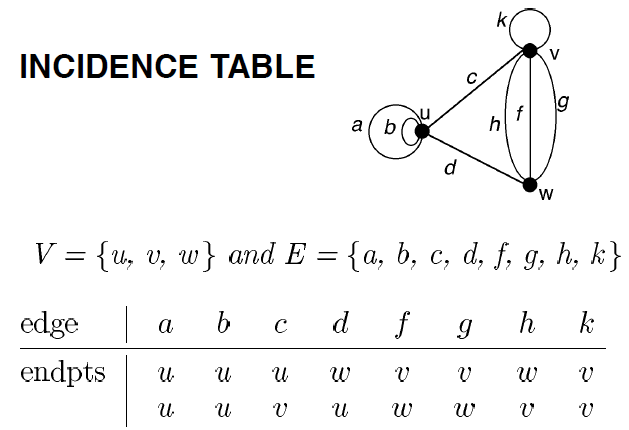 INCIDENCE TABLE
k
v
c
u
a
b
h
f
g
d
w
V = {u, v, w} and E = {a, b, c, d, f, g, h, k}
edge a b c d f g h k
endpts u u u w v v w v
u u v u w w v v